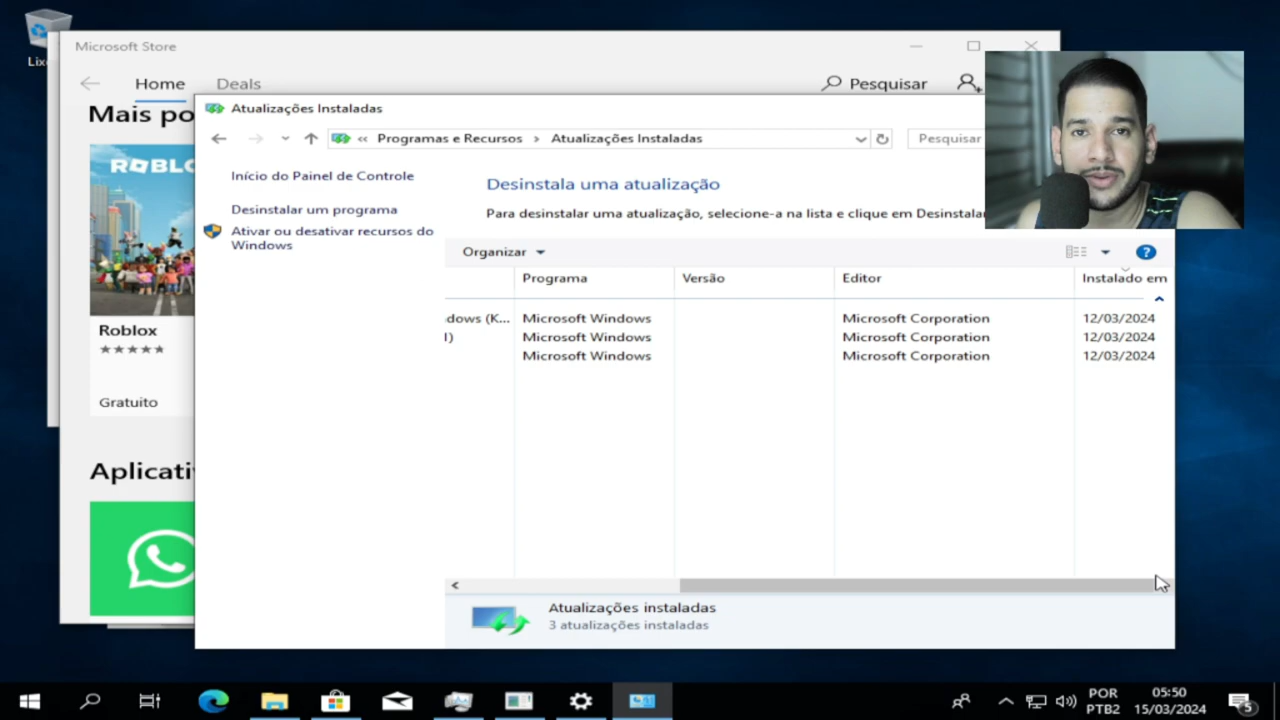 Lix
Microsoft Store
Home
Deals
Pesquisar
Mais po
ROBLO
Roblox
Gratuito
Aplicati
Atualizações Instaladas
« Programas e Recursos > Atualizações Instaladas
Pesquisar
Início do Painel de Controle
Desinstalar um programa
Ativar ou desativar recursos do
Windows
Desinstala uma atualização
Para desinstalar uma atualização, selecione-a na lista e clique em Desinstalar
Organizar
Programa Versão Editor Instalado em
dows (K... Microsoft Windows Microsoft Corporation 12/03/2024
l) Microsoft Windows Microsoft Corporation 12/03/2024
Microsoft Windows Microsoft Corporation 12/03/2024
Atualizações instaladas
3 atualizações instaladas
POR
PTB2
05:50
15/03/2024
5